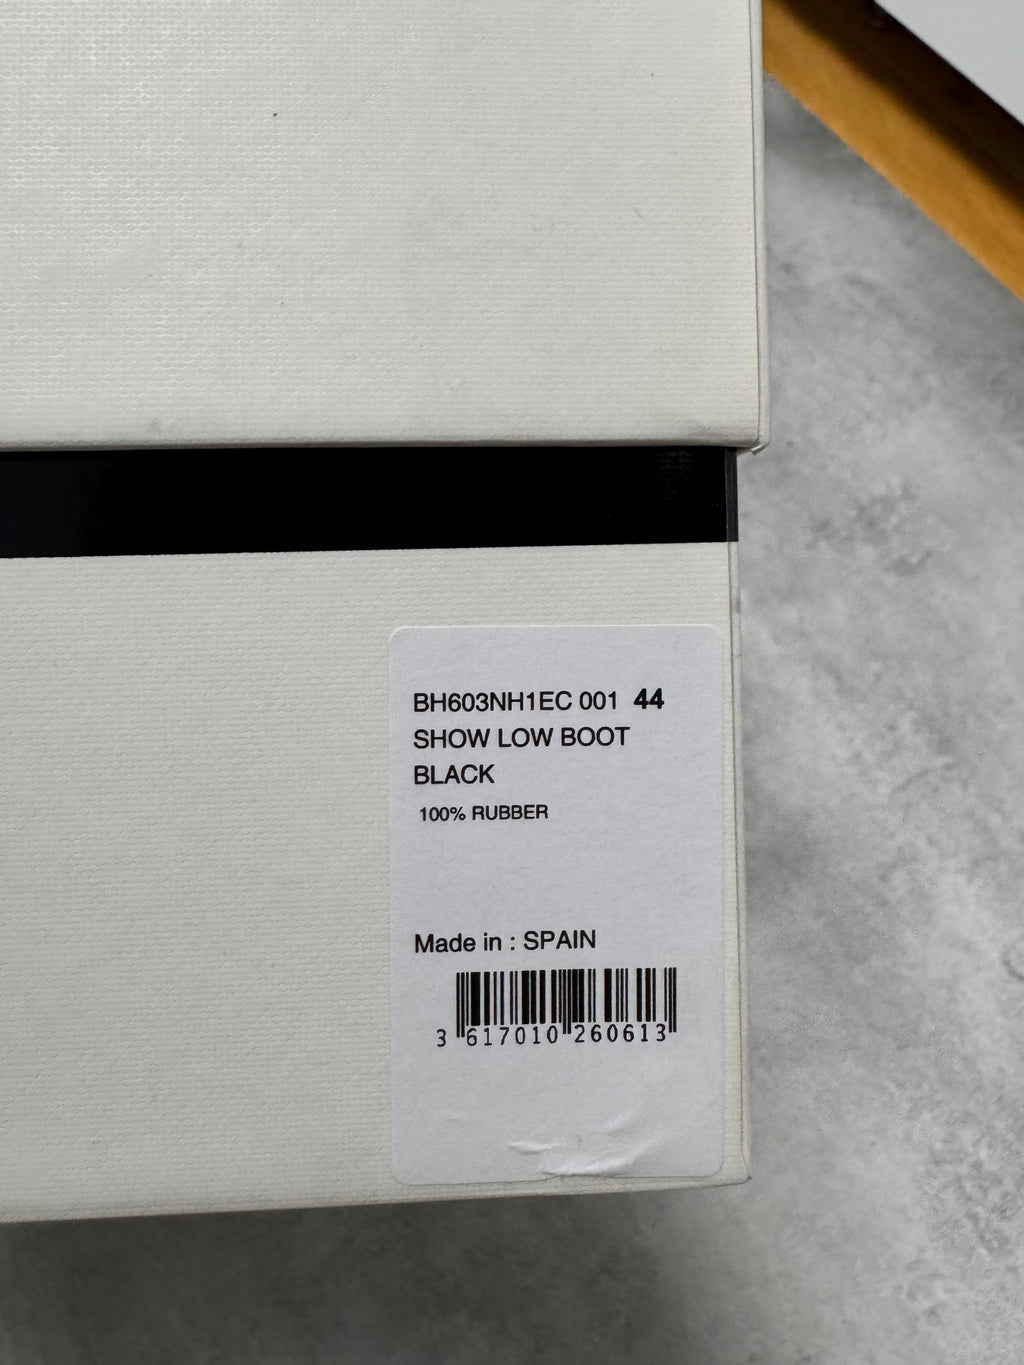 BH603NH1EC 001 44
SHOW LOW BOOT
BLACK
100% RUBBER
Made in : SPAIN
3 617010 260613